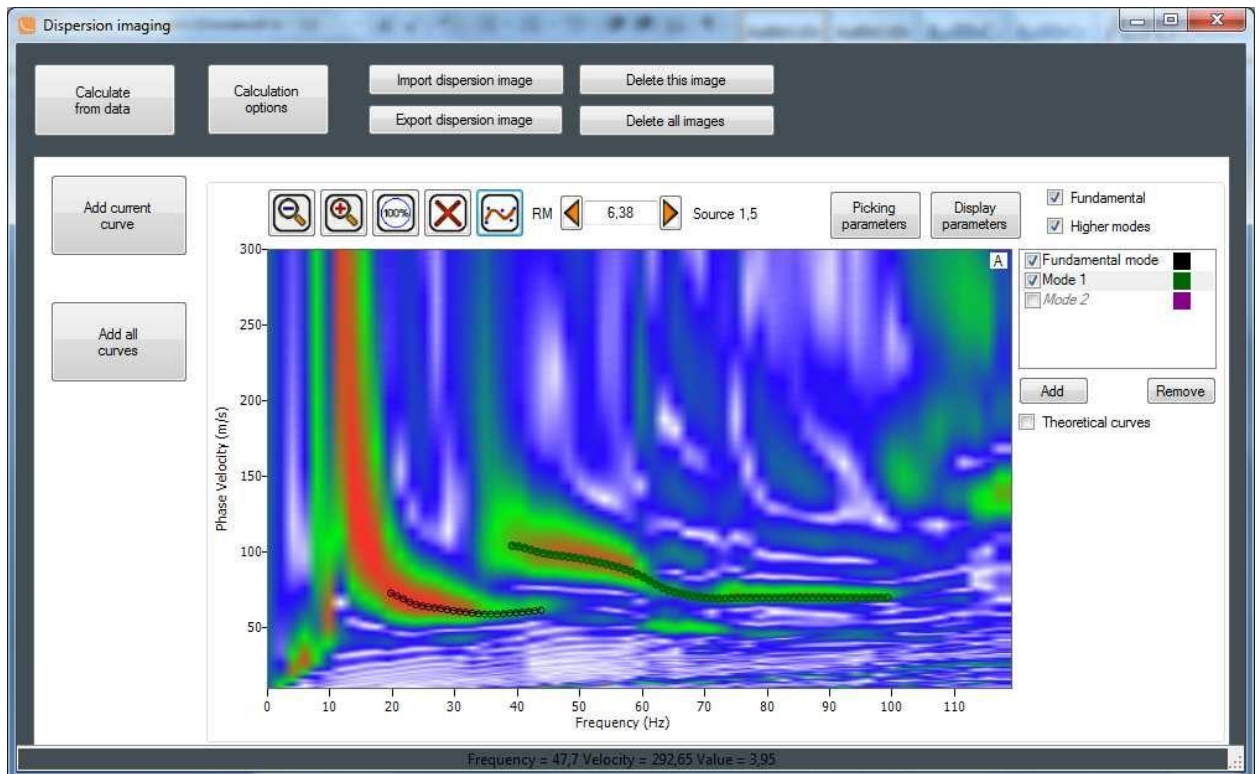 Dispersion imaging
Calculate
from data
Calculation
options
Import dispersion image
Delete this image
Export dispersion image
Delete all images
Add current
curve
Add all
curves
100%
RM
6,38
Source 1,5
Picking
parameters
Display
parameters
Fundamental
Higher modes
A
Fundamental mode
Mode 1
Mode 2
Add
Remove
Theoretical curves
Phase Velocity (m/s)
300
250
200
150
100
50
0 10 20 30 40 50 60 70 80 90 100 110
Frequency (Hz)
Frequency = 47,7 Velocity = 292,65 Value = 3,95